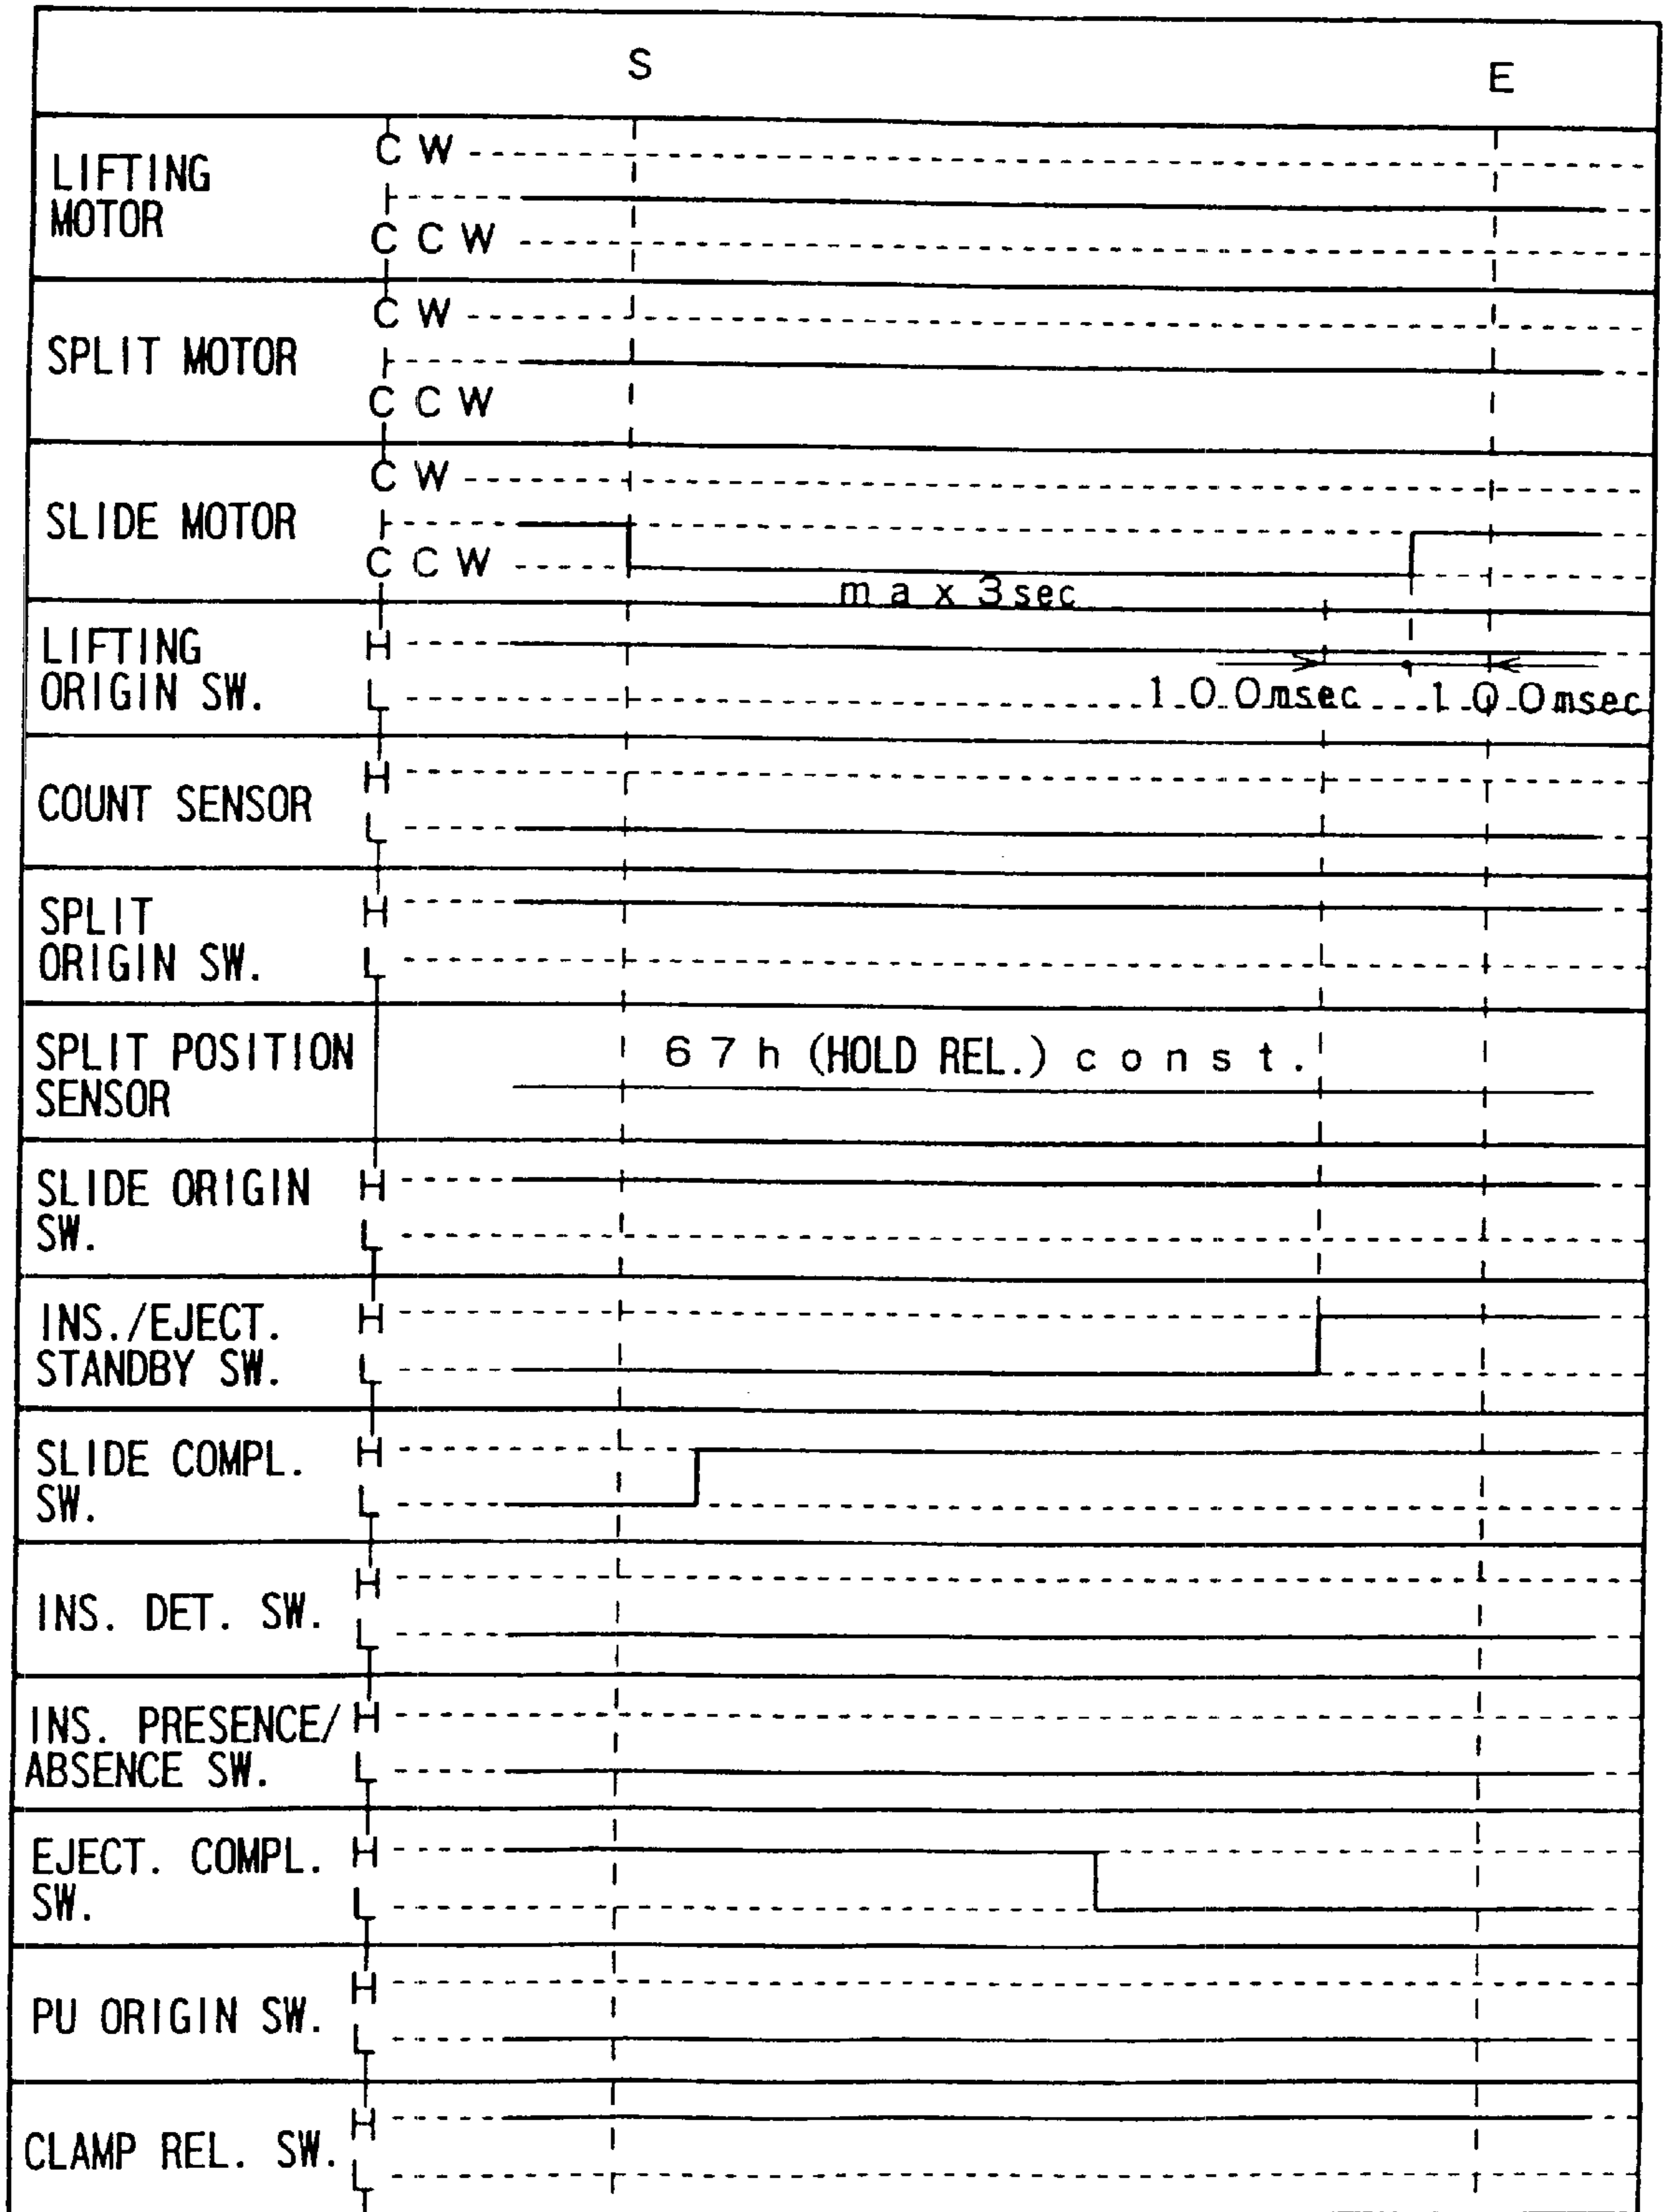 S
E
LIFTING
MOTOR
CW
CCW
SPLIT MOTOR
CW
CCW
SLIDE MOTOR
CW
CCW
max 3sec
LIFTING
ORIGIN SW.
H
L
100msec
100msec
COUNT SENSOR
H
L
SPLIT
ORIGIN SW.
H
L
SPLIT POSITION
SENSOR
67h (HOLD REL.) const.
SLIDE ORIGIN
SW.
H
L
INS./EJECT.
STANDBY SW.
H
L
SLIDE COMPL.
SW.
H
L
INS. DET. SW.
H
L
INS. PRESENCE/
ABSENCE SW.
H
L
EJECT. COMPL.
SW.
H
L
PU ORIGIN SW.
H
L
CLAMP REL. SW.
H
L